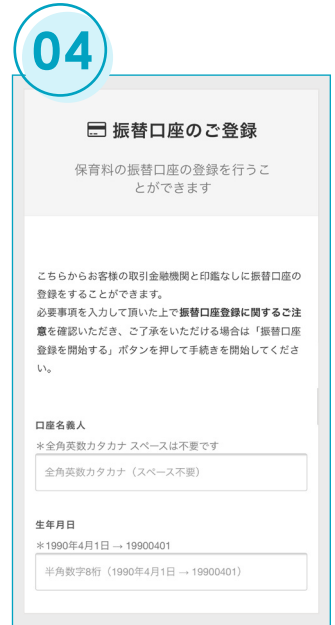 04
振替口座のご登録
保育料の振替口座の登録を行うこ
とができます
こちらからお客様の取引金融機関と印鑑なしに振替口座の
登録をすることができます。
必要事項を入力して頂いた上で振替口座登録に関するご注
意を確認いただき、ご了承をいただける場合は「振替口座
登録を開始する」ボタンを押して手続きを開始してくださ
い。
口座名義人
＊全角英数カタカナ スペースは不要です
全角英数カタカナ（スペース不要）
生年月日
＊1990年4月1日 → 19900401
半角数字8桁（1990年4月1日 → 19900401）